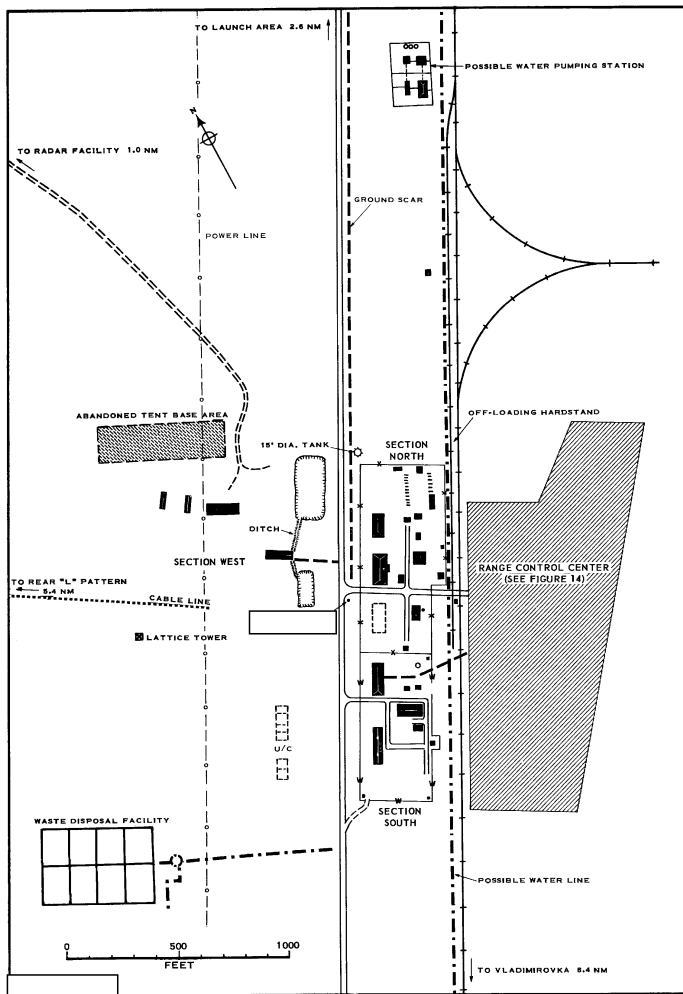 TO LAUNCH AREA 2.6 NM
POSSIBLE WATER PUMPING STATION
N
TO RADAR FACILITY 1.0 NM
GROUND SCAR
POWER LINE
ABANDONED TENT BASE AREA
OFF-LOADING HARDSTAND
15' DIA. TANK
SECTION
NORTH
DITCH
SECTION WEST
RANGE CONTROL CENTER
(SEE FIGURE 14)
TO REAR "L" PATTERN
5.4 NM
CABLE LINE
LATTICE TOWER
U/C
WASTE DISPOSAL FACILITY
SECTION
SOUTH
POSSIBLE WATER LINE
0 500 1000
FEET
TO VLADIMIROVKA 6.4 NM